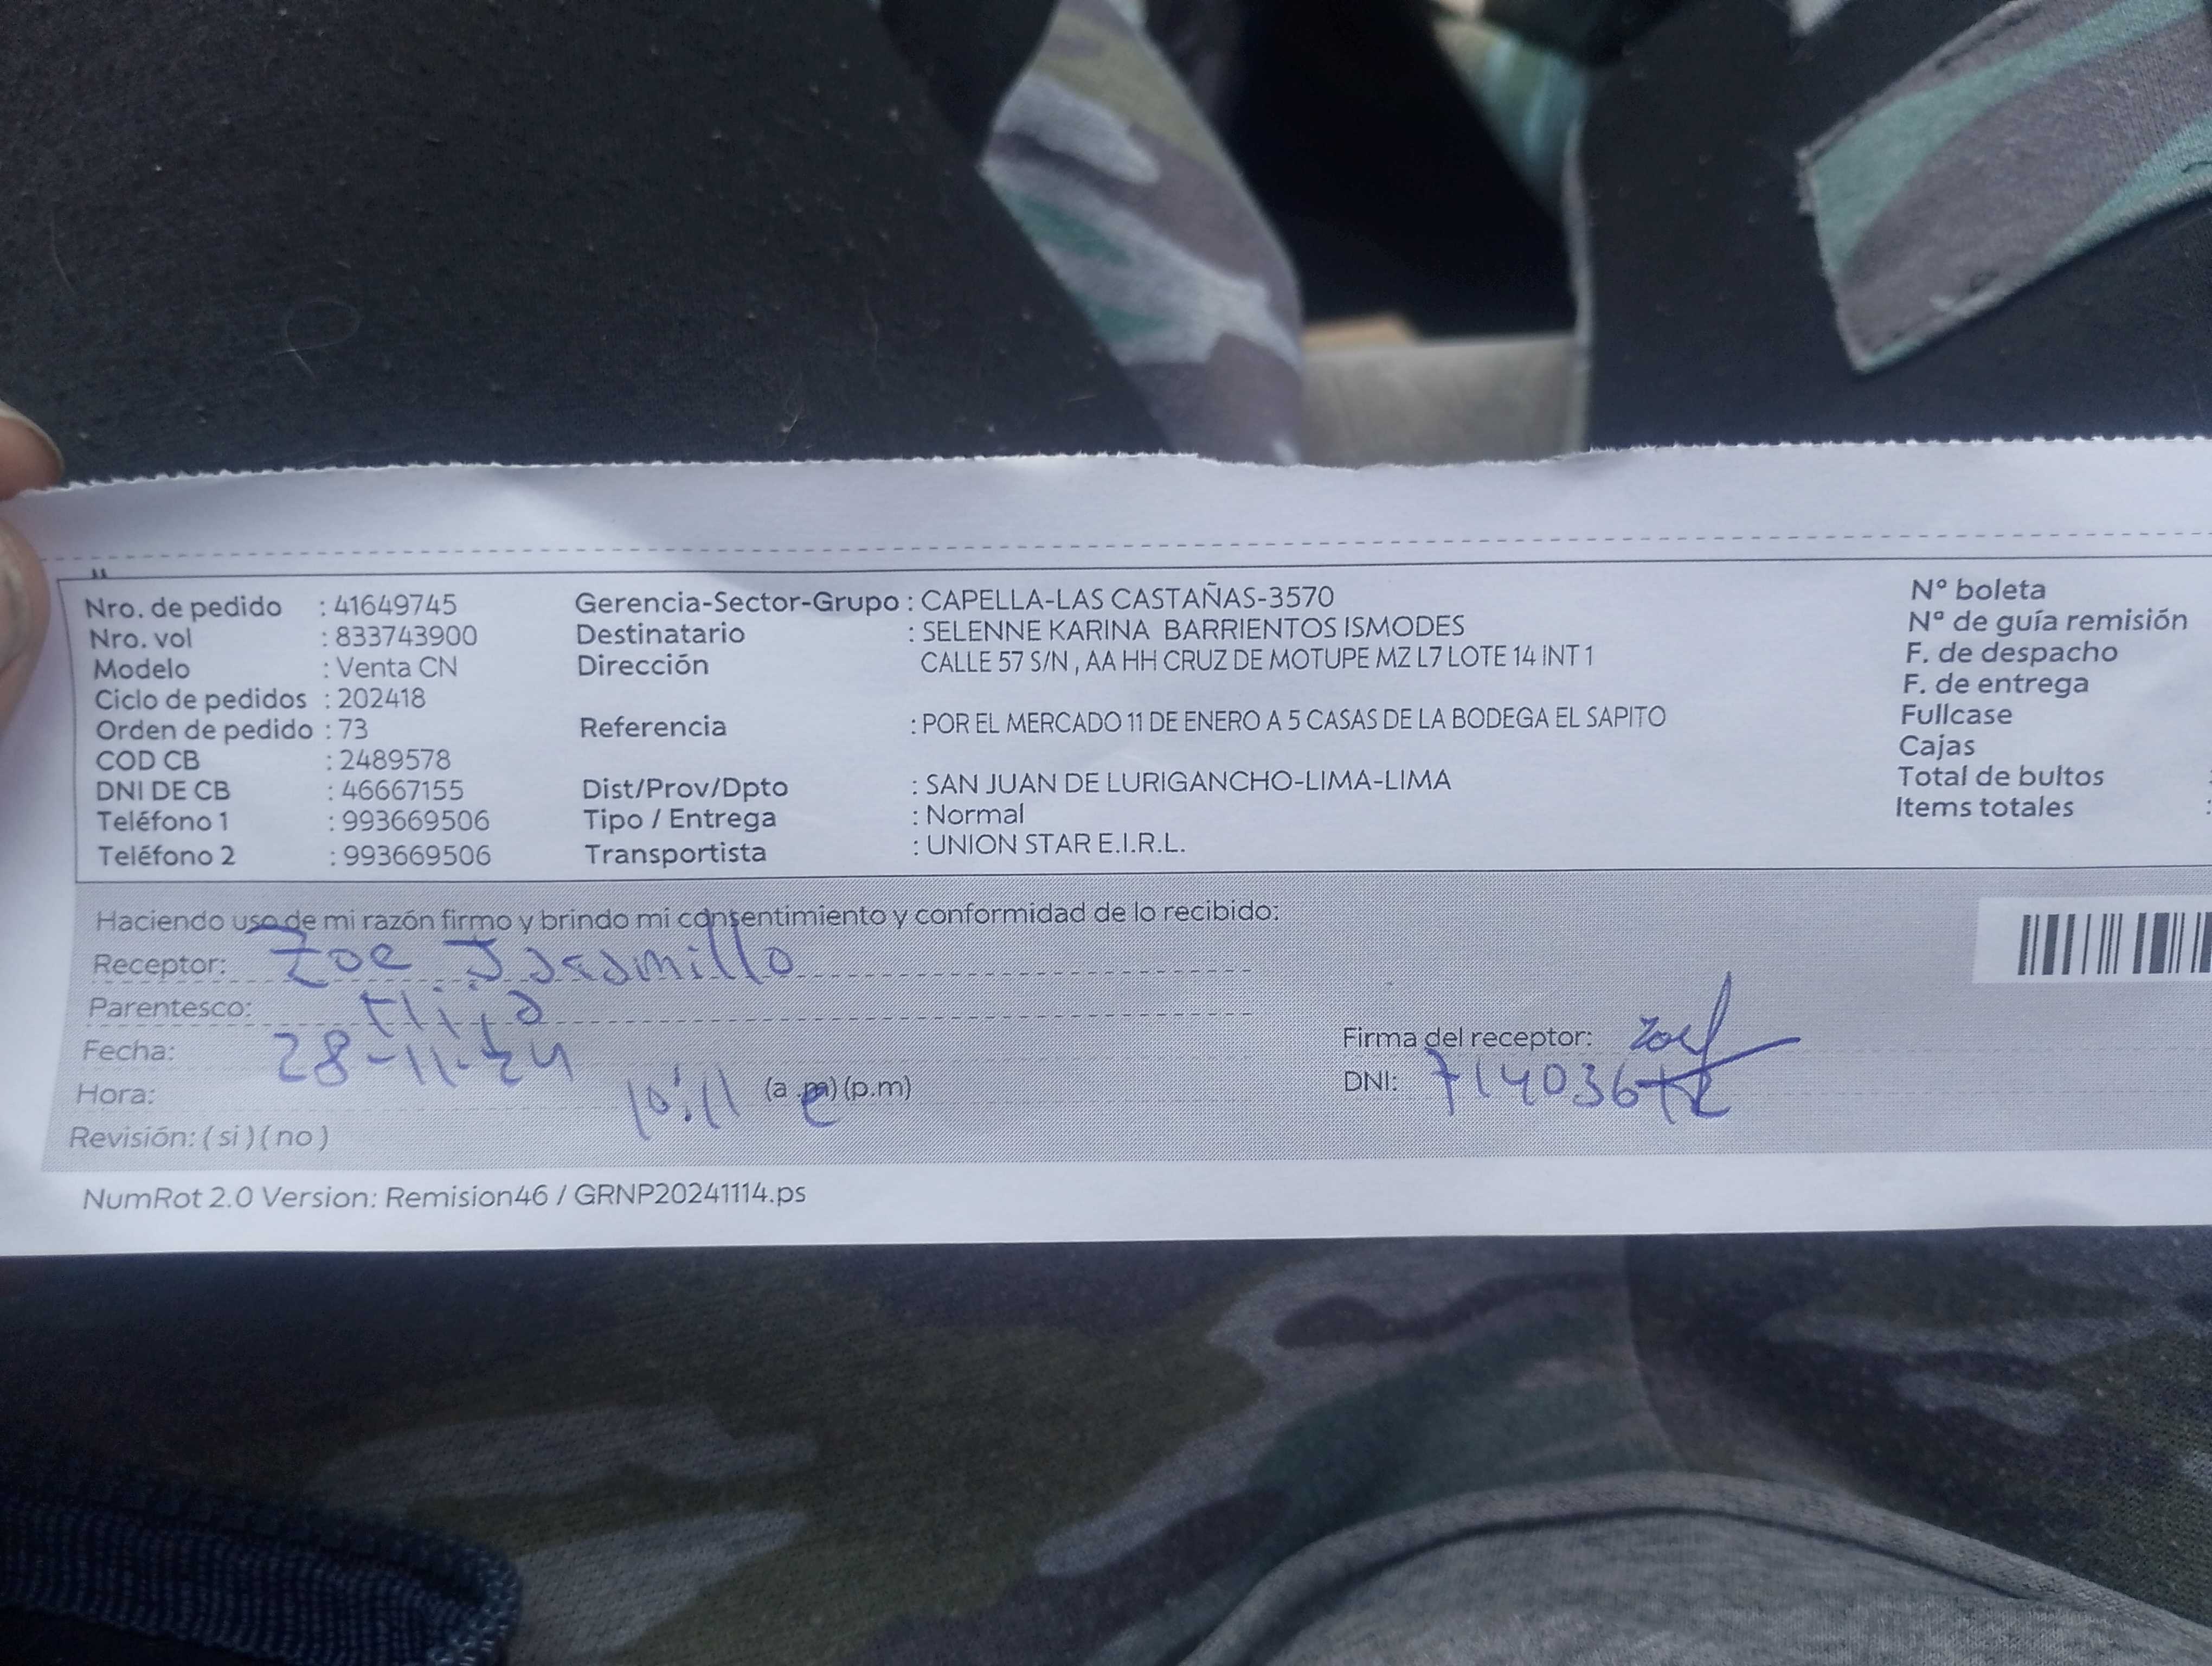 Nro. de pedido : 41649745
Nro. vol : 833743900
Modelo : Venta CN
Ciclo de pedidos : 202418
Orden de pedido : 73
COD CB : 2489578
DNI DE CB : 46667155
Teléfono 1 : 993669506
Teléfono 2 : 993669506
Gerencia-Sector-Grupo : CAPELLA-LAS CASTAÑAS-3570
Destinatario : SELENNE KARINA BARRIENTOS ISMODES
Dirección CALLE 57 S/N , AA HH CRUZ DE MOTUPE MZ L7 LOTE 14 INT 1
Referencia : POR EL MERCADO 11 DE ENERO A 5 CASAS DE LA BODEGA EL SAPITO
Dist/Prov/Dpto : SAN JUAN DE LURIGANCHO-LIMA-LIMA
Tipo / Entrega : Normal
Transportista : UNION STAR E.I.R.L.
N° boleta
N° de guía remisión
F. de despacho
F. de entrega
Fullcase
Cajas
Total de bultos :
Items totales :
Haciendo uso de mi razón firmo y brindo mi consentimiento y conformidad de lo recibido:
Receptor: Zoe Jaramillo
Parentesco: Hija
Fecha: 28-11-24
Hora: 10:11 (a.m) (p.m)
Revisión: ( si ) ( no )
Firma del receptor: Zoe
DNI:
NumRot 2.0 Version: Remision46 / GRNP20241114.ps